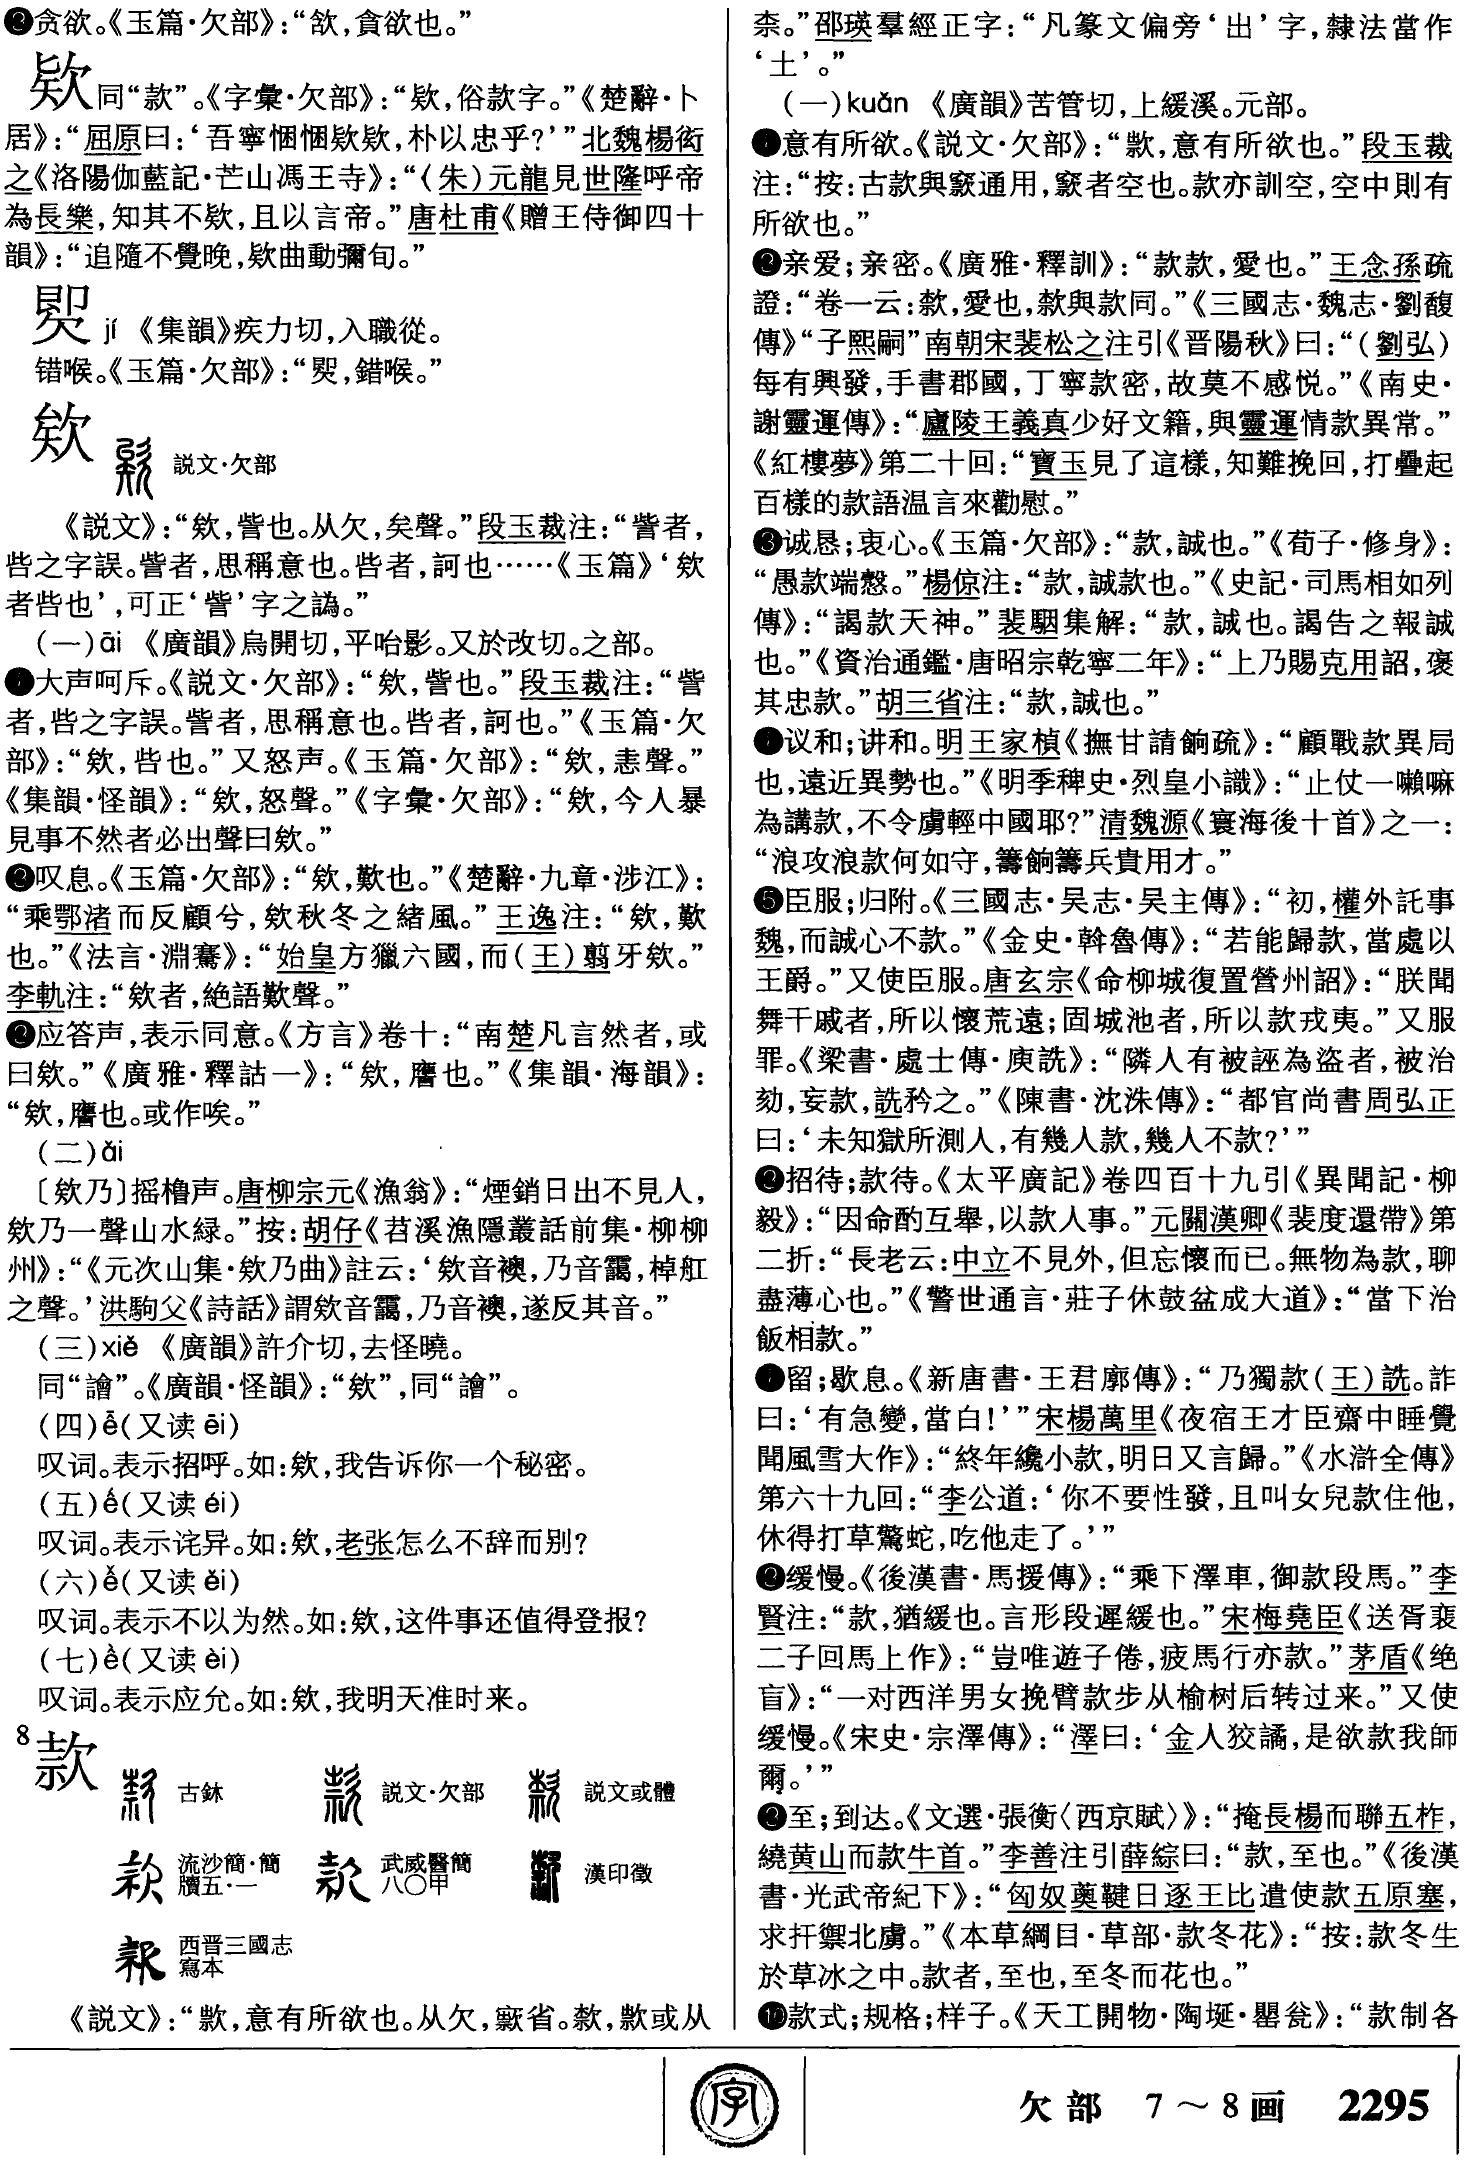 ❷贪欲。《玉篇·欠部》：“欱，貪欲也。”
欵 同“款”。《字彙·欠部》：“欵，俗款字。”《楚辭·卜
居》：“屈原曰：‘吾寧悃悃欵欵，朴以忠乎？’”北魏楊衒
之《洛陽伽藍記·芒山馮王寺》：“（朱）元龍見世隆呼帝
為長樂，知其不欵，且以言帝。”唐杜甫《贈王侍御四十
韻》：“追隨不覺晚，欵曲動彌旬。”
jí 《集韻》疾力切，入職從。
错喉。《玉篇·欠部》：“，錯喉。”
欸 説文·欠部
《説文》：“欸，訾也。从欠，矣聲。”段玉裁注：“訾者，
呰之字誤。訾者，思稱意也。呰者，訶也……《玉篇》‘欸
者呰也’，可正‘訾’字之譌。”
（一）āi 《廣韻》烏開切，平咍影。又於改切。之部。
❶大声呵斥。《説文·欠部》：“欸，訾也。”段玉裁注：“訾
者，呰之字誤。訾者，思稱意也。呰者，訶也。”《玉篇·欠
部》：“欸，呰也。”又怒声。《玉篇·欠部》：“欸，恚聲。”
《集韻·怪韻》：“欸，怒聲。”《字彙·欠部》：“欸，今人暴
見事不然者必出聲曰欸。”
❷叹息。《玉篇·欠部》：“欸，歎也。”《楚辭·九章·涉江》：
“乘鄂渚而反顧兮，欸秋冬之緒風。”王逸注：“欸，歎
也。”《法言·淵騫》：“始皇方獵六國，而（王）翦牙欸。”
李軌注：“欸者，絶語歎聲。”
❸应答声，表示同意。《方言》卷十：“南楚凡言然者，或
曰欸。”《廣雅·釋詁一》：“欸，譍也。”《集韻·海韻》：
“欸，譍也。或作唉。”
（二）ǎi
〔欸乃〕摇橹声。唐柳宗元《漁翁》：“煙銷日出不見人，
欸乃一聲山水緑。”按：胡仔《苕溪漁隱叢話前集·柳柳
州》：“《元次山集·欸乃曲》註云：‘欸音襖，乃音靄，棹舡
之聲。’洪駒父《詩話》謂欸音靄，乃音襖，遂反其音。”
（三）xiě 《廣韻》許介切，去怪曉。
同“譮”。《廣韻·怪韻》：“欸”，同“譮”。
（四）ê̄（又读ēi）
叹词。表示招呼。如：欸，我告诉你一个秘密。
（五）ế（又读éi）
叹词。表示诧异。如：欸，老张怎么不辞而别？
（六）ê̌（又读ěi）
叹词。表示不以为然。如：欸，这件事还值得登报？
（七）ề（又读èi）
叹词。表示应允。如：欸，我明天准时来。
8 款 古鉥 説文·欠部 説文或體
流沙簡·簡牘五·一 武威醫簡八〇甲 漢印徵
西晋三國志寫本
《説文》：“款，意有所欲也。从欠，省。，款或从
柰。”邵瑛羣經正字：“凡篆文偏旁‘出’字，隸法當作
‘土’。”
（一）kuǎn 《廣韻》苦管切，上緩溪。元部。
❶意有所欲。《説文·欠部》：“款，意有所欲也。”段玉裁
注：“按：古款與窾通用，窾者空也。款亦訓空，空中則有
所欲也。”
❷亲爱；亲密。《廣雅·釋訓》：“款款，愛也。”王念孫疏
證：“卷一云：，愛也，與款同。”《三國志·魏志·劉馥
傳》“子熙嗣”南朝宋裴松之注引《晋陽秋》曰：“（劉弘）
每有興發，手書郡國，丁寧款密，故莫不感悦。”《南史·
謝靈運傳》：“廬陵王義真少好文籍，與靈運情款異常。”
《紅樓夢》第二十回：“寶玉見了這樣，知難挽回，打疊起
百樣的款語温言來勸慰。”
❸诚恳；衷心。《玉篇·欠部》：“款，誠也。”《荀子·修身》：
“愚款端慤。”楊倞注：“款，誠款也。”《史記·司馬相如列
傳》：“謁款天神。”裴駰集解：“款，誠也。謁告之報誠
也。”《資治通鑑·唐昭宗乾寧二年》：“上乃賜克用詔，褒
其忠款。”胡三省注：“款，誠也。”
❹议和；讲和。明王家楨《撫甘請餉疏》：“顧戰款異局
也，遠近異勢也。”《明季稗史·烈皇小識》：“止仗一嚩嘛
為講款，不令虜輕中國耶？”清魏源《寰海後十首》之一：
“浪攻浪款何如守，籌餉籌兵貴用才。”
❺臣服；归附。《三國志·吴志·吴主傳》：“初，權外託事
魏，而誠心不款。”《金史·斡魯傳》：“若能歸款，當處以
王爵。”又使臣服。唐玄宗《命柳城復置營州詔》：“朕聞
舞干戚者，所以懷荒遠；固城池者，所以款戎夷。”又服
罪。《梁書·處士傳·庾詵》：“隣人有被誣為盗者，被治
劾，妄款，詵矜之。”《陳書·沈洙傳》：“都官尚書周弘正
曰：‘未知獄所測人，有幾人款，幾人不款？’”
❻招待；款待。《太平廣記》卷四百十九引《異聞記·柳
毅》：“因命酌互舉，以款人事。”元關漢卿《裴度還帶》第
二折：“長老云：中立不見外，但忘懷而已。無物為款，聊
盡薄心也。”《警世通言·莊子休鼓盆成大道》：“當下治
飯相款。”
❼留；歇息。《新唐書·王君廓傳》：“乃獨款（王）詵。詐
曰：‘有急變，當白！’”宋楊萬里《夜宿王才臣齋中睡覺
聞風雪大作》：“終年纔小款，明日又言歸。”《水滸全傳》
第六十九回：“李公道：‘你不要性發，且叫女兒款住他，
休得打草驚蛇，吃他走了。’”
❽缓慢。《後漢書·馬援傳》：“乘下澤車，御款段馬。”李
賢注：“款，猶緩也。言形段遲緩也。”宋梅堯臣《送胥裴
二子回馬上作》：“豈唯遊子倦，疲馬行亦款。”茅盾《绝
盲》：“一对西洋男女挽臂款步从榆树后转过来。”又使
缓慢。《宋史·宗澤傳》：“澤曰：‘金人狡譎，是欲款我師
爾。’”
❾至；到达。《文選·張衡〈西京賦〉》：“掩長楊而聯五柞，
繞黄山而款牛首。”李善注引薛綜曰：“款，至也。”《後漢
書·光武帝紀下》：“匈奴薁鞬日逐王比遣使款五原塞，
求扞禦北虜。”《本草綱目·草部·款冬花》：“按：款冬生
於草冰之中。款者，至也，至冬而花也。”
❿款式；规格；样子。《天工開物·陶埏·罌瓮》：“款制各
字
欠部 7～8画 2295